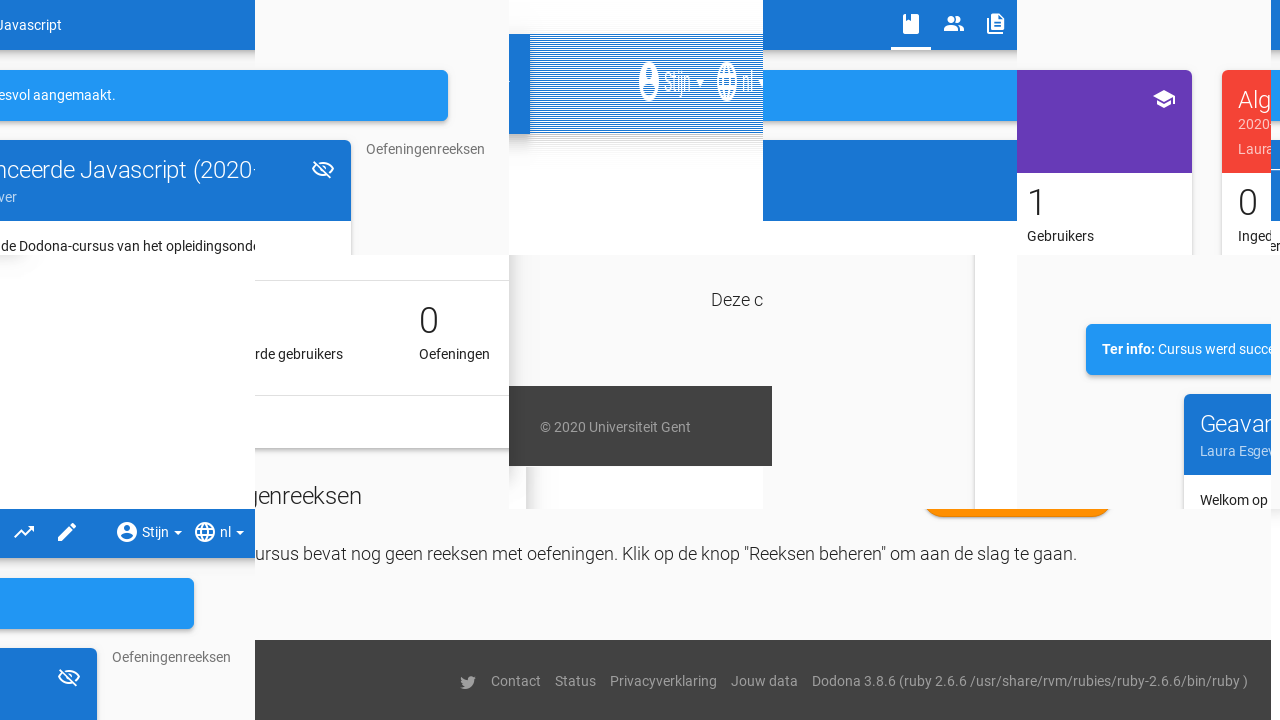 Javascript
Stijn nl
esvol aangemaakt.
Oefeningenreeksen
nceerde Javascript (2020-
ver
de Dodona-cursus van het opleidingsonde
Alg
2020-
Laura
1
Gebruikers
0
Inged
Deze c
0
rde gebruikers
Oefeningen
Ter info: Cursus werd succe
© 2020 Universiteit Gent
Geavan
Laura Esgev
genreeksen
Welkom op
Stijn nl
ursus bevat nog geen reeksen met oefeningen. Klik op de knop "Reeksen beheren" om aan de slag te gaan.
Oefeningenreeksen
Contact Status Privacyverklaring Jouw data Dodona 3.8.6 (ruby 2.6.6 /usr/share/rvm/rubies/ruby-2.6.6/bin/ruby )